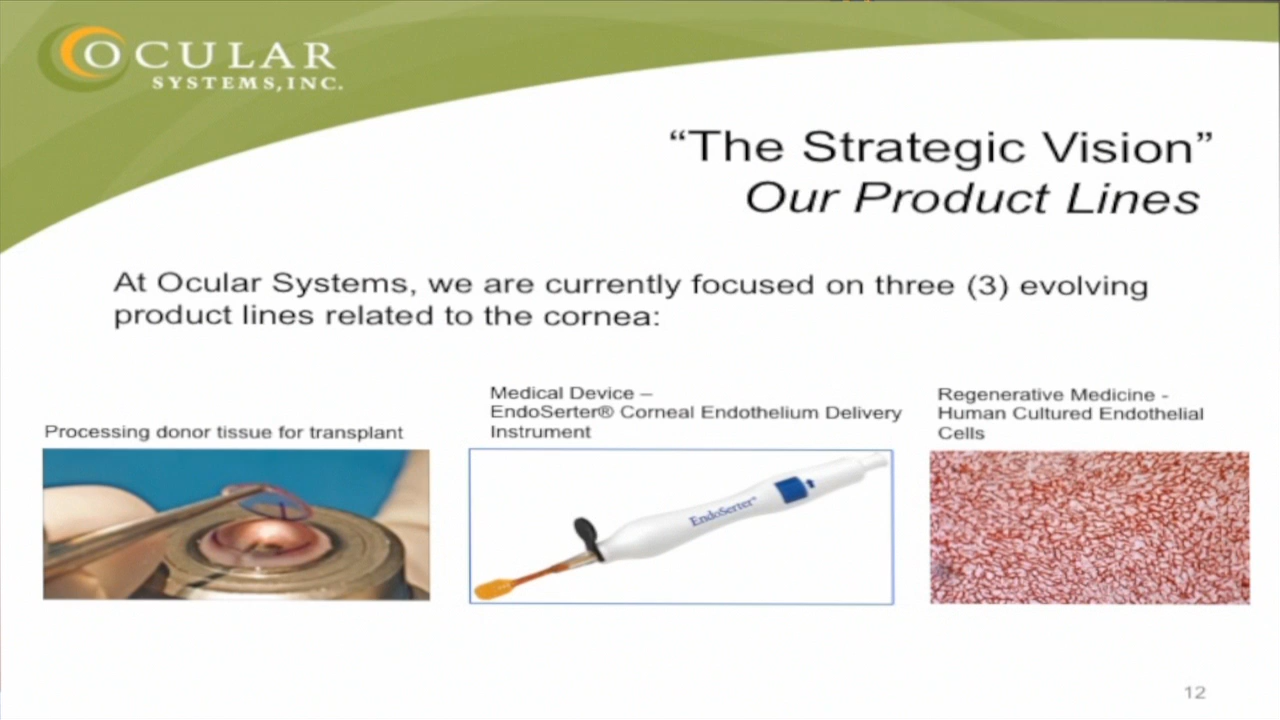 OCULAR
SYSTEMS, INC.
“The Strategic Vision”
Our Product Lines
At Ocular Systems, we are currently focused on three (3) evolving
product lines related to the cornea:
Processing donor tissue for transplant
Medical Device –
EndoSerter® Corneal Endothelium Delivery
Instrument
Regenerative Medicine -
Human Cultured Endothelial
Cells
EndoSerter®
12